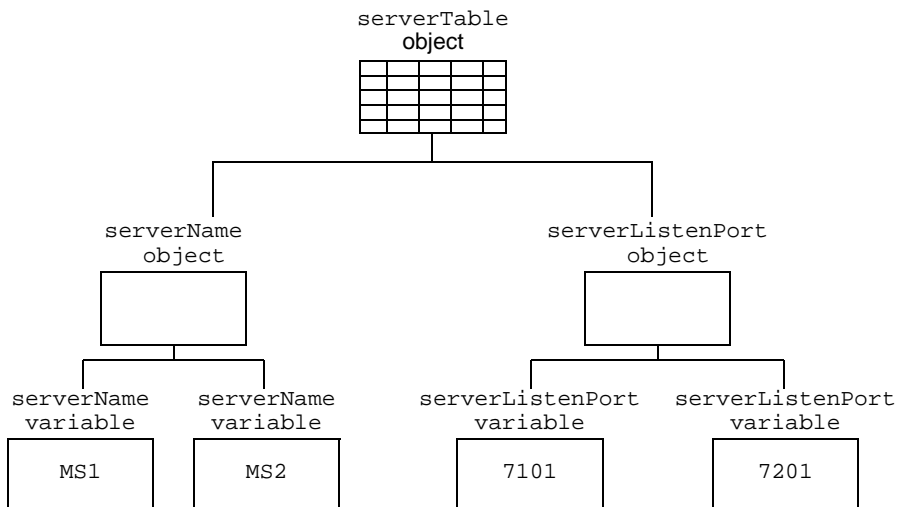 serverTable
object
serverName
object
serverListenPort
object
serverName
variable
serverName
variable
serverListenPort
variable
serverListenPort
variable
MS1
MS2
7101
7201